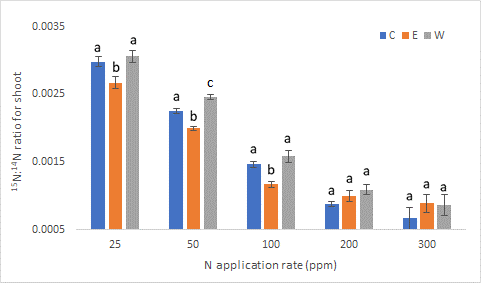 0.0035
0.0025
0.0015
0.0005
¹⁵N:¹⁴N ratio for shoot
C E W
a b a
a b c
a b a
a a a
a a a
25 50 100 200 300
N application rate (ppm)